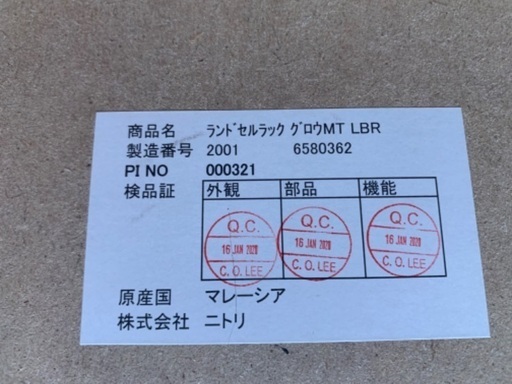 商品名 ランドセルラック グロウMT LBR
製造番号 2001 6580362
PI NO 000321
検品証 外観 部品 機能
Q.C. Q.C. Q.C.
16 JAN 2020 16 JAN 2020 16 JAN 2020
C.O.LEE C.O.LEE C.O.LEE
原産国 マレーシア
株式会社 ニトリ